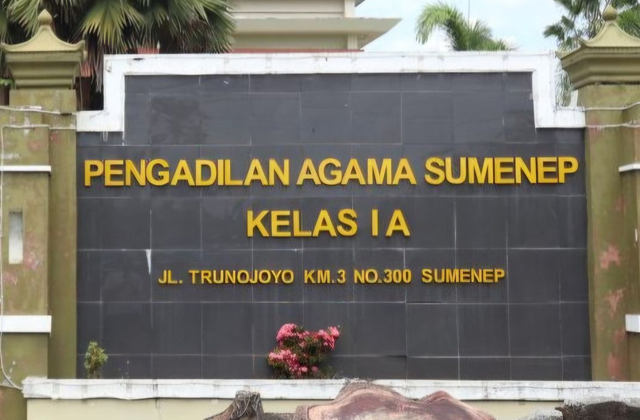 PENGADILAN AGAMA SUMENEP
KELAS I A
JL. TRUNOJOYO KM.3 NO.300 SUMENEP